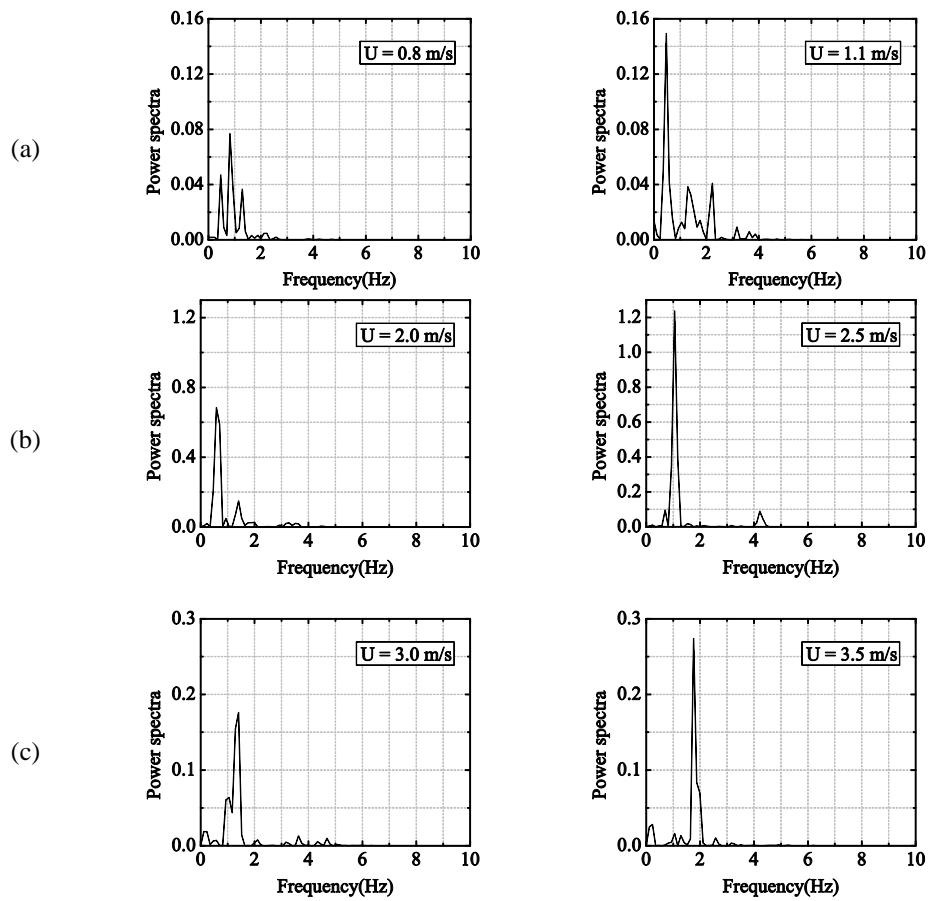 (a)
Power spectra
0.16
0.12
0.08
0.04
0.00
U = 0.8 m/s
0 2 4 6 8 10
Frequency(Hz)
Power spectra
0.16
0.12
0.08
0.04
0.00
U = 1.1 m/s
0 2 4 6 8 10
Frequency(Hz)
(b)
Power spectra
1.2
0.8
0.4
0.0
U = 2.0 m/s
0 2 4 6 8 10
Frequency(Hz)
Power spectra
1.2
1.0
0.8
0.6
0.4
0.2
0.0
U = 2.5 m/s
0 2 4 6 8 10
Frequency(Hz)
(c)
Power spectra
0.3
0.2
0.1
0.0
U = 3.0 m/s
0 2 4 6 8 10
Frequency(Hz)
Power spectra
0.3
0.2
0.1
0.0
U = 3.5 m/s
0 2 4 6 8 10
Frequency(Hz)